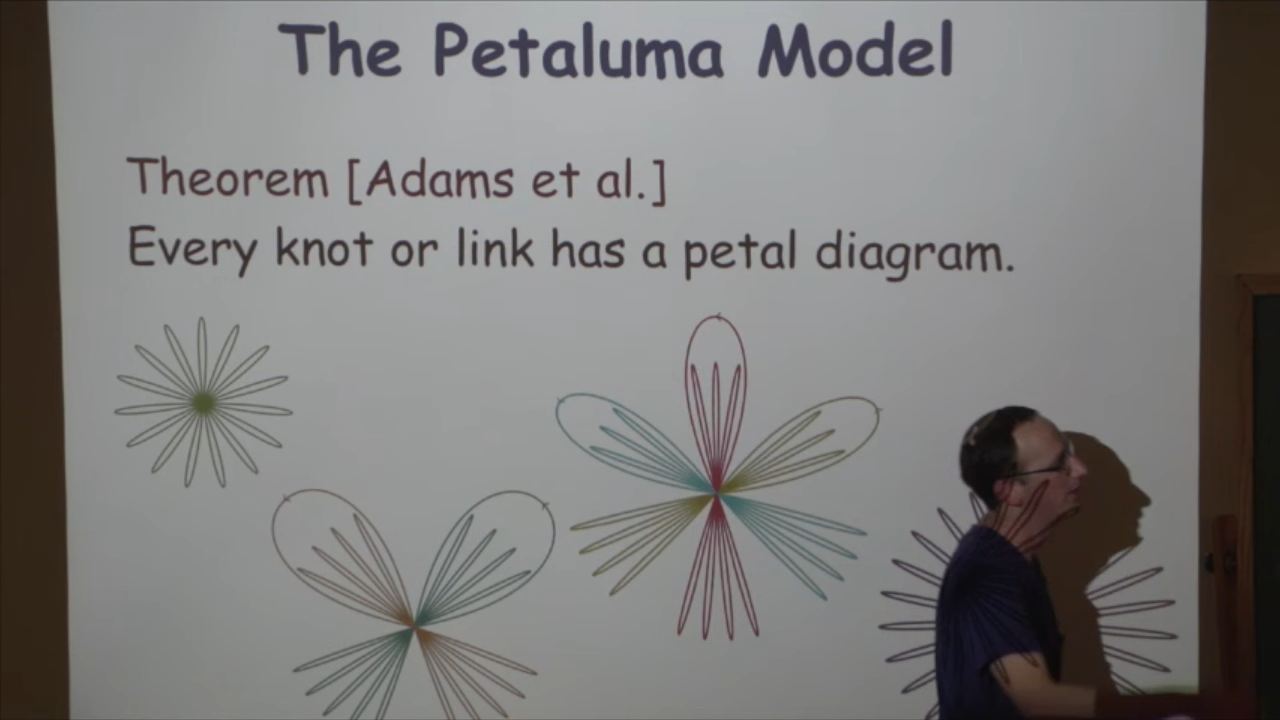 The Petaluma Model
Theorem [Adams et al.]
Every knot or link has a petal diagram.